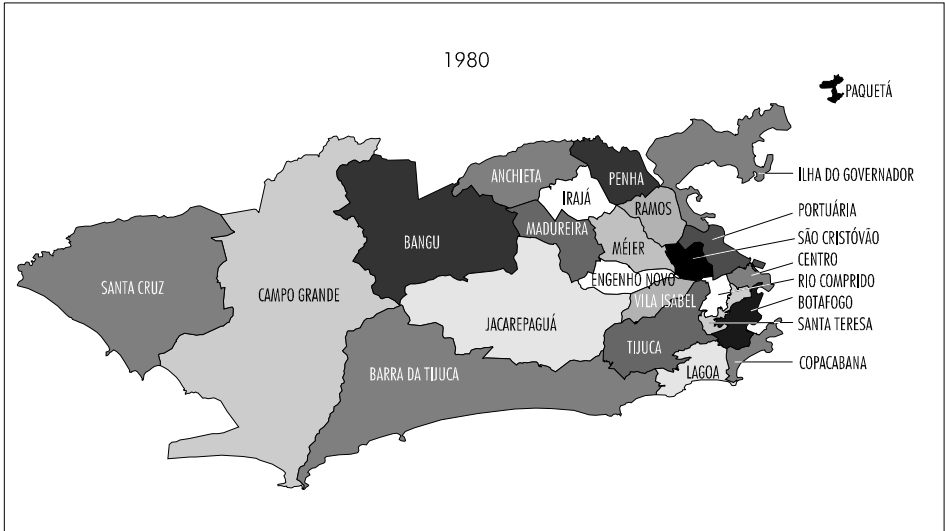 1980
PAQUETÁ
ILHA DO GOVERNADOR
ANCHIETA
PENHA
IRAJÁ
RAMOS
PORTUÁRIA
MADUREIRA
SÃO CRISTÓVÃO
BANGU
MÉIER
CENTRO
ENGENHO NOVO
RIO COMPRIDO
SANTA CRUZ
CAMPO GRANDE
VILA ISABEL
BOTAFOGO
JACAREPAGUÁ
SANTA TERESA
TIJUCA
COPACABANA
BARRA DA TIJUCA
LAGOA